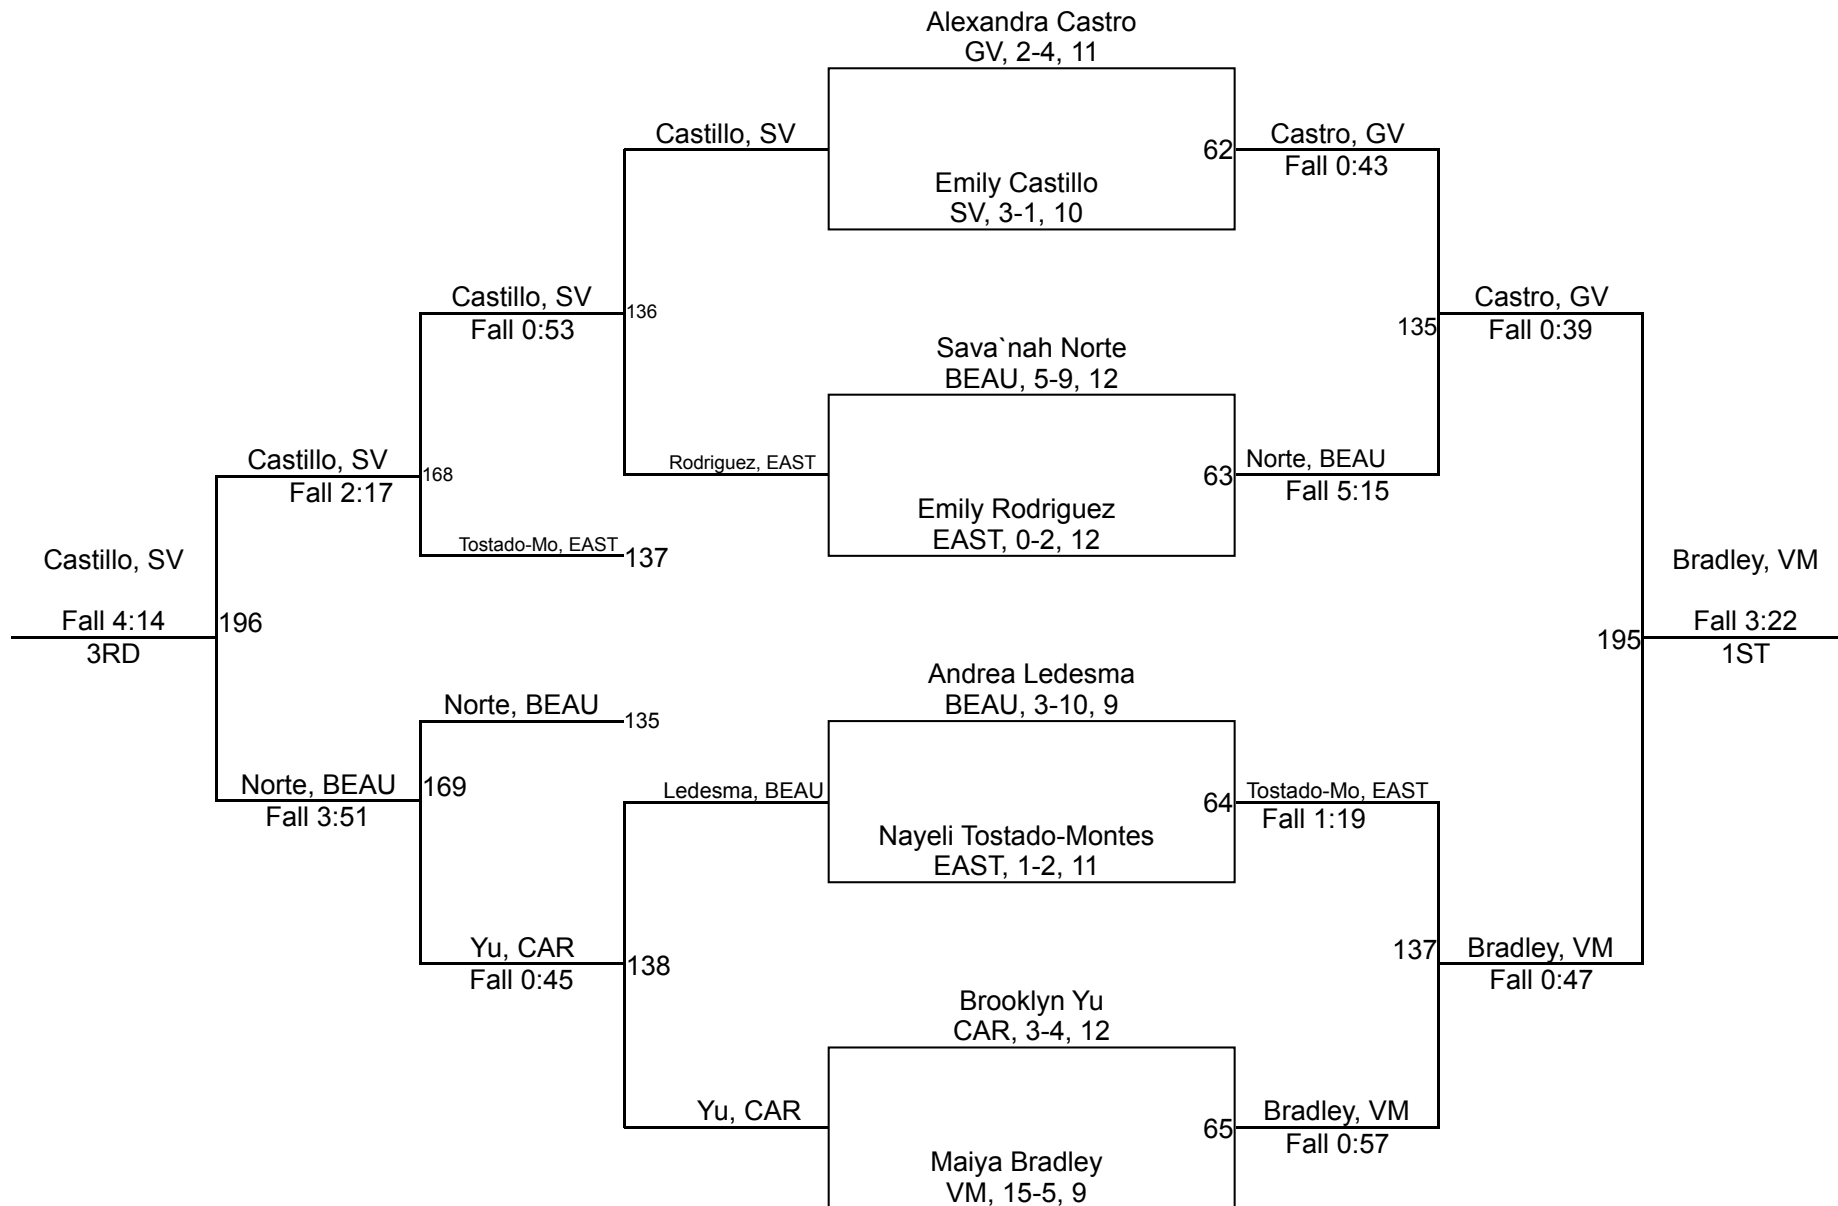 Alexandra Castro
GV, 2-4, 11
Castillo, SV
62
Castro, GV
Fall 0:43
Emily Castillo
SV, 3-1, 10
Castillo, SV
Fall 0:53
136
135
Castro, GV
Fall 0:39
Sava`nah Norte
BEAU, 5-9, 12
Rodriguez, EAST
63
Norte, BEAU
Fall 5:15
Emily Rodriguez
EAST, 0-2, 12
Castillo, SV
Fall 2:17
168
Tostado-Mo, EAST
137
Castillo, SV
Fall 4:14
3RD
196
195
Bradley, VM
Fall 3:22
1ST
Andrea Ledesma
BEAU, 3-10, 9
Norte, BEAU
135
Norte, BEAU
Fall 3:51
169
Ledesma, BEAU
64
Tostado-Mo, EAST
Fall 1:19
Nayeli Tostado-Montes
EAST, 1-2, 11
Yu, CAR
Fall 0:45
138
137
Bradley, VM
Fall 0:47
Brooklyn Yu
CAR, 3-4, 12
Yu, CAR
65
Bradley, VM
Fall 0:57
Maiya Bradley
VM, 15-5, 9